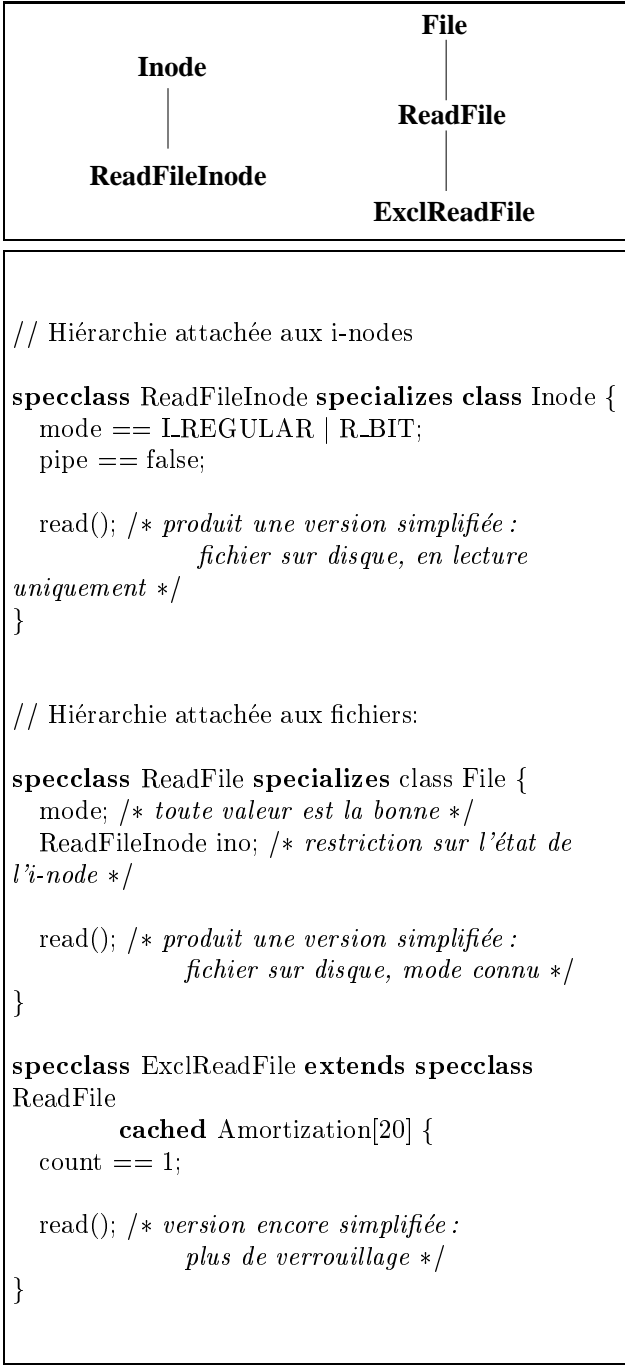 File
Inode
ReadFile
ReadFileInode
ExclReadFile
// Hiérarchie attachée aux i-nodes
specclass ReadFileInode specializes class Inode {
mode == I_REGULAR | R_BIT;
pipe == false;
read(); /* produit une version simplifiée :
fichier sur disque, en lecture
uniquement */
}
// Hiérarchie attachée aux fichiers:
specclass ReadFile specializes class File {
mode; /* toute valeur est la bonne */
ReadFileInode ino; /* restriction sur l'état de
l'i-node */
read(); /* produit une version simplifiée :
fichier sur disque, mode connu */
}
specclass ExclReadFile extends specclass
ReadFile
cached Amortization[20] {
count == 1;
read(); /* version encore simplifiée :
plus de verrouillage */
}